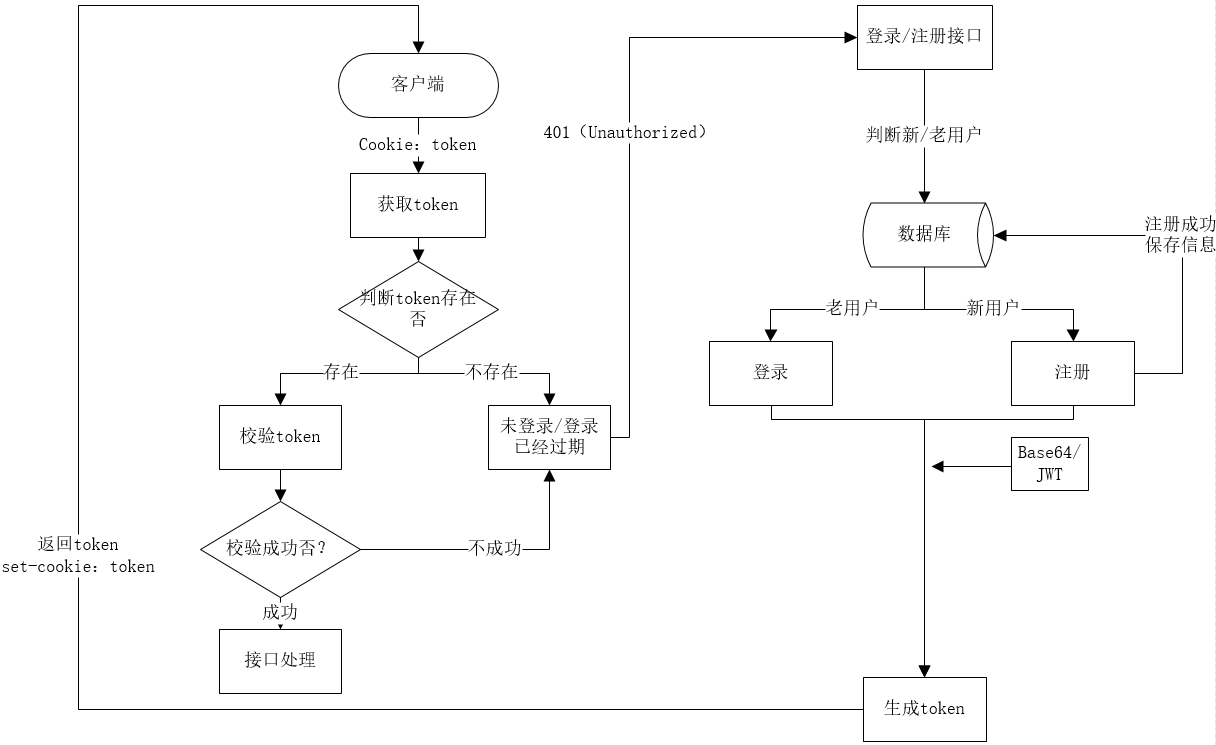 客户端
Cookie：token
获取token
判断token存在
否
存在
不存在
校验token
未登录/登录
已经过期
校验成功否？
不成功
成功
接口处理
返回token
set-cookie：token
401（Unauthorized）
登录/注册接口
判断新/老用户
数据库
注册成功
保存信息
老用户
新用户
登录
注册
Base64/
JWT
生成token